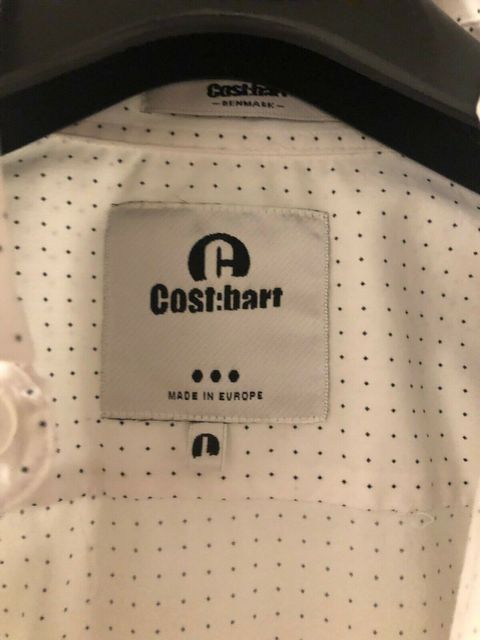 Cost:bart
— DENMARK —
C
Cost:bart
MADE IN EUROPE
L